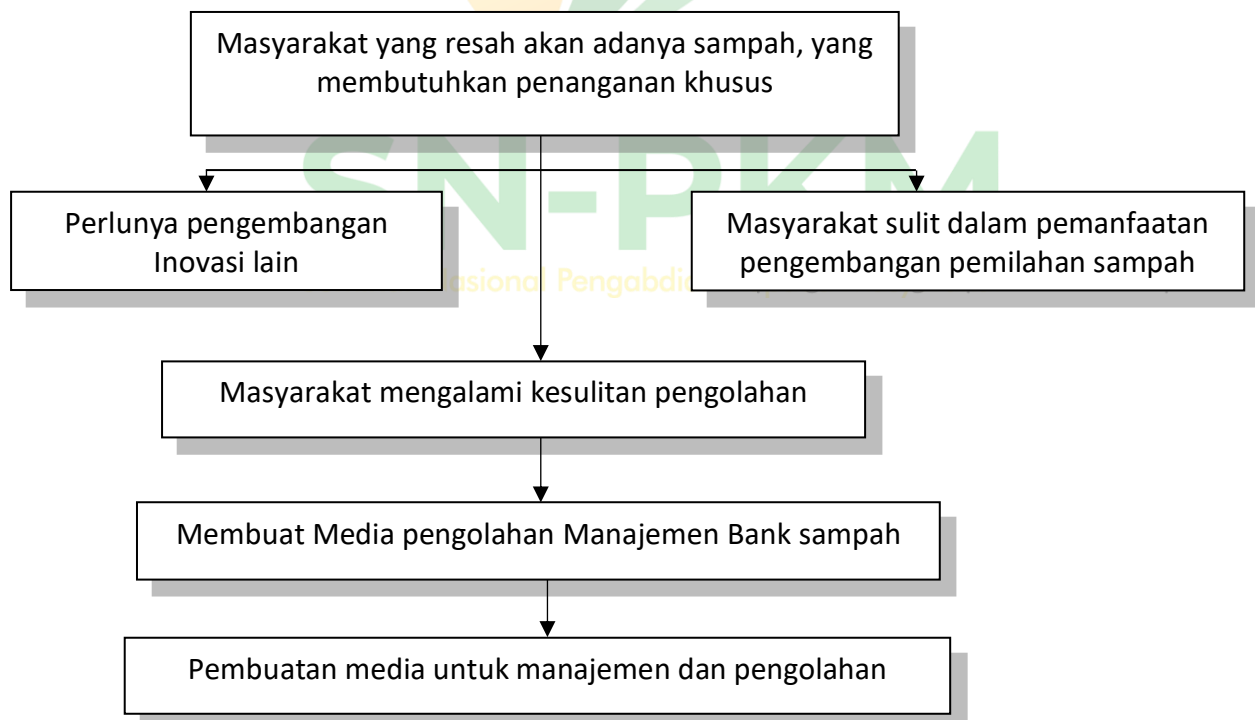 Masyarakat yang resah akan adanya sampah, yang
membutuhkan penanganan khusus
SN-PKM
Perlunya pengembangan
Inovasi lain
Masyarakat sulit dalam pemanfaatan
pengembangan pemilahan sampah
asional Pengabdi
Masyarakat mengalami kesulitan pengolahan
Membuat Media pengolahan Manajemen Bank sampah
Pembuatan media untuk manajemen dan pengolahan